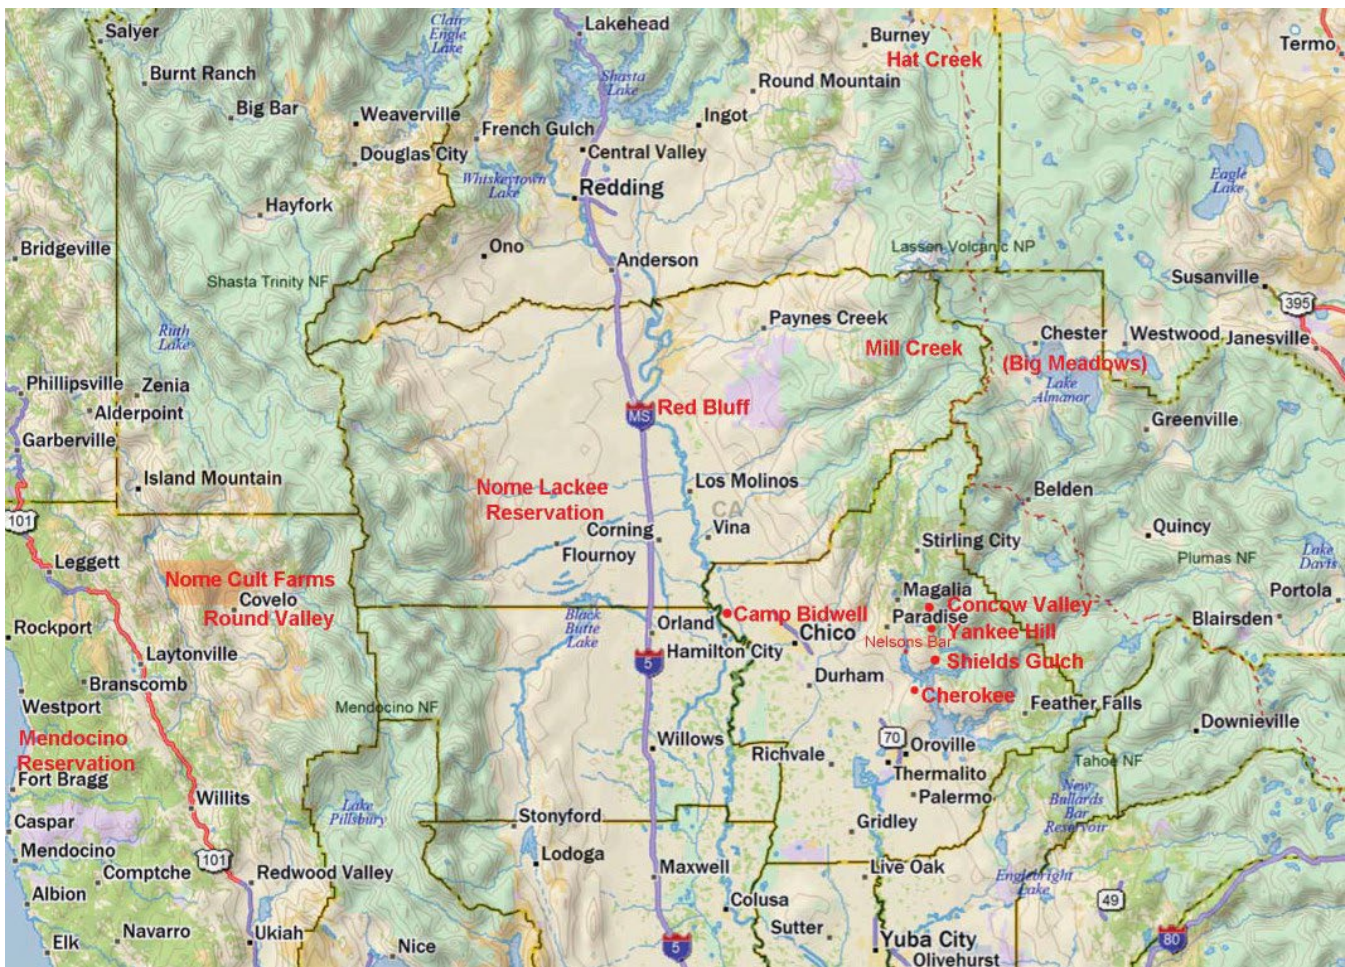 Salyer
Clair
Engle
Lake
Lakehead
Burney
Hat Creek
Termo
Burnt Ranch
Shasta
Lake
Round Mountain
Big Bar
Weaverville
French Gulch
Ingot
Douglas City
Central Valley
Whiskeytown
Lake
Redding
Eagle
Lake
Hayfork
Bridgeville
Ono
Anderson
Lassen Volcanic NP
Shasta Trinity NF
Susanville
395
Ruth
Lake
Paynes Creek
Chester
Westwood
Janesville
Mill Creek
(Big Meadows)
Lake
Almanor
Phillipsville
Zenia
Alderpoint
MS
Red Bluff
Greenville
Garberville
Island Mountain
Nome Lackee
Reservation
Los Molinos
CA
Belden
101
Corning
Vina
Quincy
Flournoy
Stirling City
Plumas NF
Lake
Davis
Leggett
Nome Cult Farms
Covelo
Round Valley
Black
Butte
Lake
Magalia
Concow Valley
Portola
Camp Bidwell
Paradise
Yankee Hill
Blairsden
Rockport
Orland
Chico
Nelsons Bar
Laytonville
5
Hamilton City
Shields Gulch
Branscomb
Durham
Cherokee
Westport
Mendocino NF
Feather Falls
Downieville
Mendocino
Reservation
Willows
70
Richvale
Oroville
Tahoe NF
Fort Bragg
Thermalito
Willits
Lake
Pillsbury
Palermo
New
Bullards
Bar
Reservoir
Caspar
Stonyford
Gridley
Mendocino
101
Lodoga
Comptche
Redwood Valley
Maxwell
Live Oak
Englebright
Lake
Albion
Colusa
49
Navarro
Sutter
Elk
Ukiah
Nice
5
Yuba City
80
Olivehurst